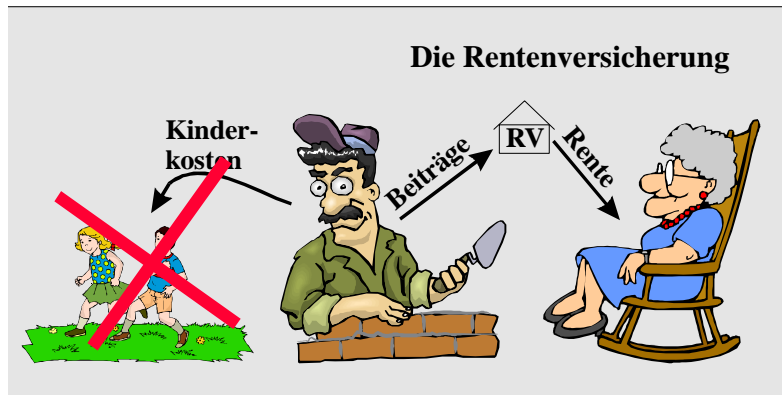 Die Rentenversicherung
Kinder-
kosten
Beiträge
RV
Rente